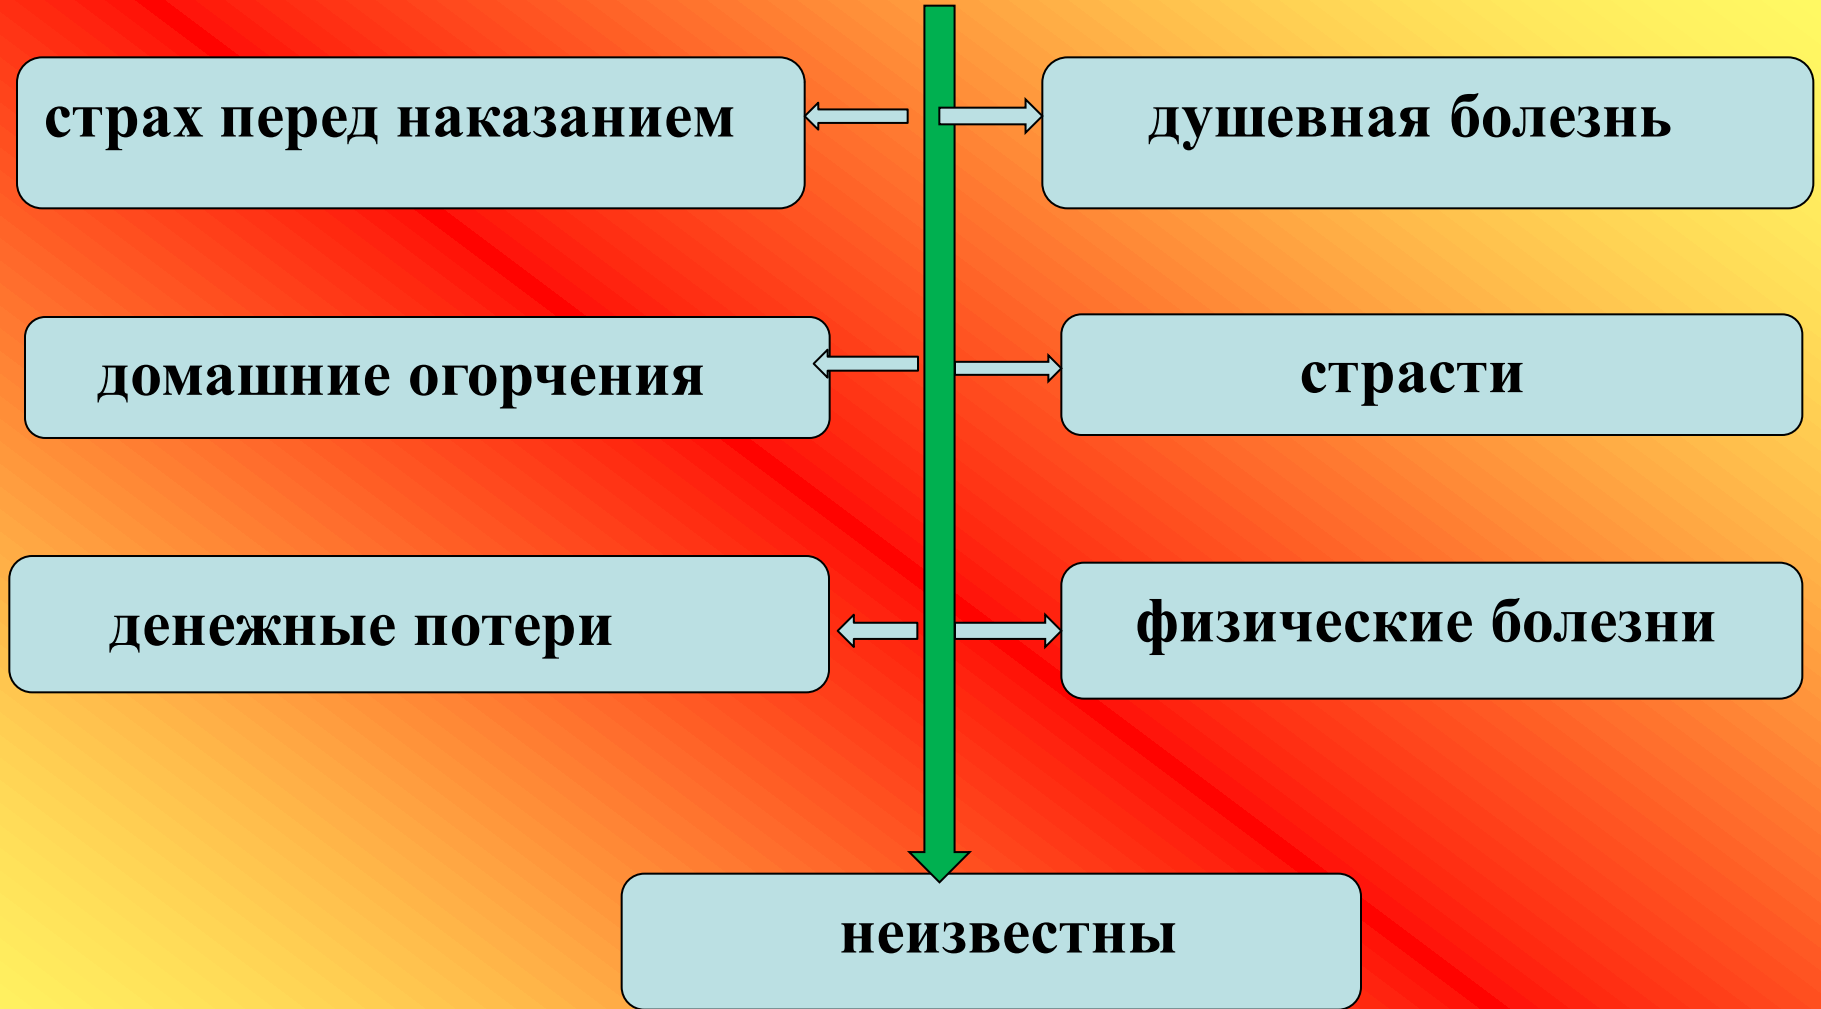 страх перед наказанием
душевная болезнь
домашние огорчения
страсти
денежные потери
физические болезни
неизвестны